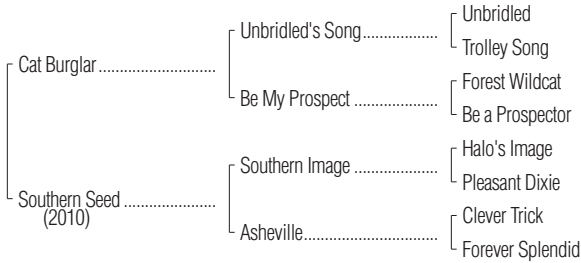 Unbridled
Unbridled's Song
Trolley Song
Cat Burglar
Forest Wildcat
Be My Prospect
Be a Prospector
Halo's Image
Southern Image
Pleasant Dixie
Southern Seed
(2010)
Clever Trick
Asheville
Forever Splendid